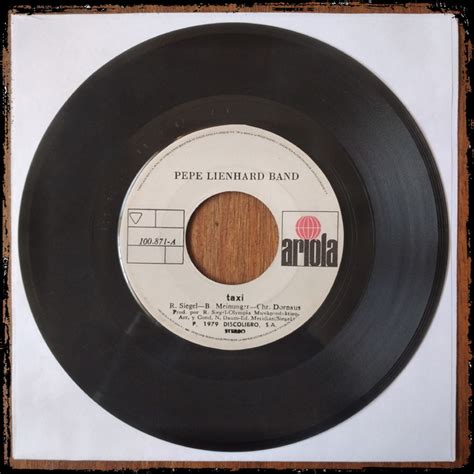 PEPE LIENHARD BAND
100.871-A
ariola
taxi
R. Siegel—B. Meinunger—Chr. Dornaus
Prod. por R. Siegel-Olympia Musikproduktion.
Arr. y Cond. N. Daum-Ed. Meridian/Siegel
P. 1979 DISCOLIBRO, S.A.
STEREO